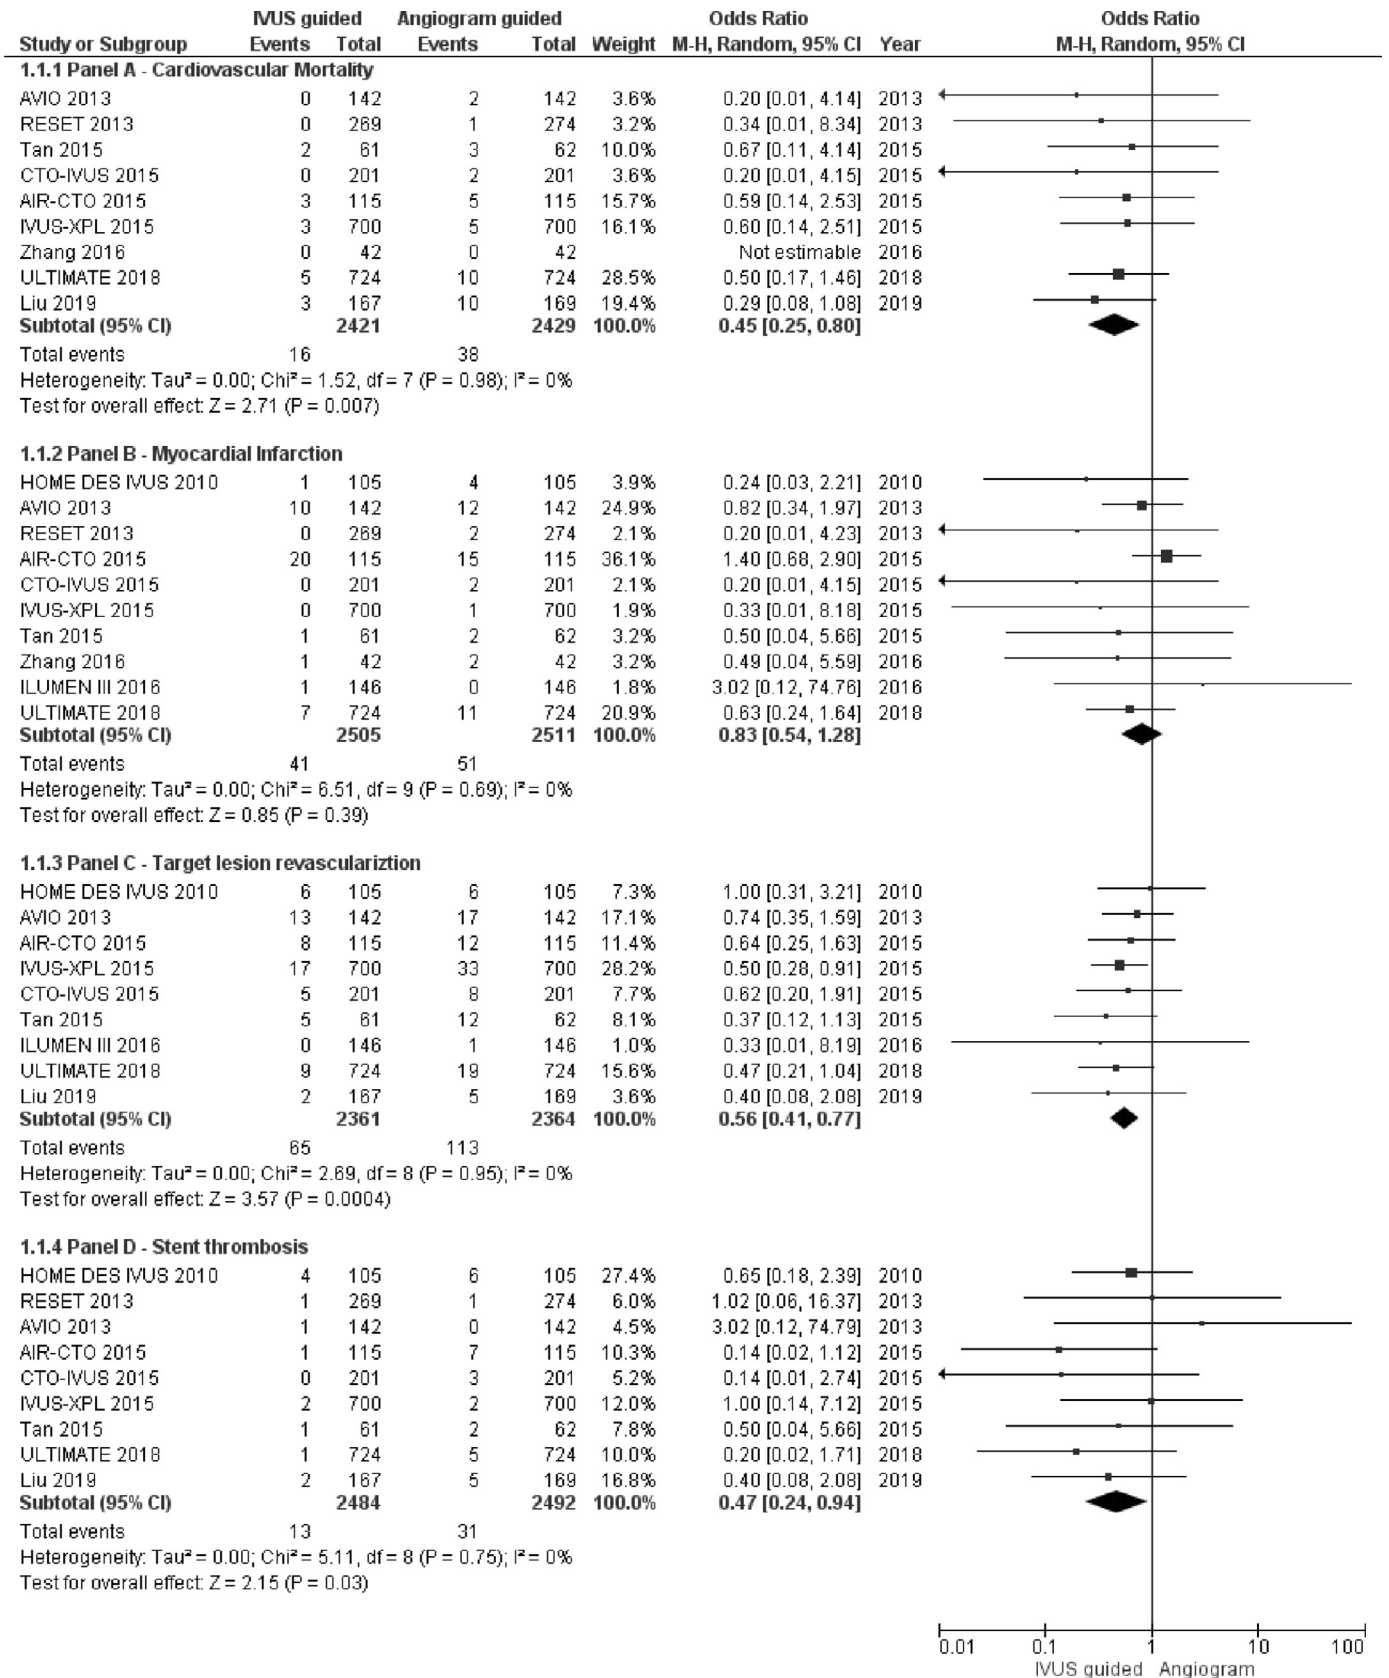 IVUS guided Angiogram guided Odds Ratio Odds Ratio
Study or Subgroup Events Total Events Total Weight M-H, Random, 95% CI Year M-H, Random, 95% CI
1.1.1 Panel A - Cardiovascular Mortality
AVIO 2013 0 142 2 142 3.6% 0.20 [0.01, 4.14] 2013
RESET 2013 0 269 1 274 3.2% 0.34 [0.01, 8.34] 2013
Tan 2015 2 61 3 62 10.0% 0.67 [0.11, 4.14] 2015
CTO-IVUS 2015 0 201 2 201 3.6% 0.20 [0.01, 4.15] 2015
AIR-CTO 2015 3 115 5 115 15.7% 0.59 [0.14, 2.53] 2015
IVUS-XPL 2015 3 700 5 700 16.1% 0.60 [0.14, 2.51] 2015
Zhang 2016 0 42 0 42 Not estimable 2016
ULTIMATE 2018 5 724 10 724 28.5% 0.50 [0.17, 1.46] 2018
Liu 2019 3 167 10 169 19.4% 0.29 [0.08, 1.08] 2019
Subtotal (95% CI) 2421 2429 100.0% 0.45 [0.25, 0.80]
Total events 16 38
Heterogeneity: Tau² = 0.00; Chi² = 1.52, df = 7 (P = 0.98); I² = 0%
Test for overall effect: Z = 2.71 (P = 0.007)
1.1.2 Panel B - Myocardial Infarction
HOME DES IVUS 2010 1 105 4 105 3.9% 0.24 [0.03, 2.21] 2010
AVIO 2013 10 142 12 142 24.9% 0.82 [0.34, 1.97] 2013
RESET 2013 0 269 2 274 2.1% 0.20 [0.01, 4.23] 2013
AIR-CTO 2015 20 115 15 115 36.1% 1.40 [0.68, 2.90] 2015
CTO-IVUS 2015 0 201 2 201 2.1% 0.20 [0.01, 4.15] 2015
IVUS-XPL 2015 0 700 1 700 1.9% 0.33 [0.01, 8.18] 2015
Tan 2015 1 61 2 62 3.2% 0.50 [0.04, 5.66] 2015
Zhang 2016 1 42 2 42 3.2% 0.49 [0.04, 5.59] 2016
ILUMEN III 2016 1 146 0 146 1.8% 3.02 [0.12, 74.76] 2016
ULTIMATE 2018 7 724 11 724 20.9% 0.63 [0.24, 1.64] 2018
Subtotal (95% CI) 2505 2511 100.0% 0.83 [0.54, 1.28]
Total events 41 51
Heterogeneity: Tau² = 0.00; Chi² = 6.51, df = 9 (P = 0.69); I² = 0%
Test for overall effect: Z = 0.85 (P = 0.39)
1.1.3 Panel C - Target lesion revasculariztion
HOME DES IVUS 2010 6 105 6 105 7.3% 1.00 [0.31, 3.21] 2010
AVIO 2013 13 142 17 142 17.1% 0.74 [0.35, 1.59] 2013
AIR-CTO 2015 8 115 12 115 11.4% 0.64 [0.25, 1.63] 2015
IVUS-XPL 2015 17 700 33 700 28.2% 0.50 [0.28, 0.91] 2015
CTO-IVUS 2015 5 201 8 201 7.7% 0.62 [0.20, 1.91] 2015
Tan 2015 5 61 12 62 8.1% 0.37 [0.12, 1.13] 2015
ILUMEN III 2016 0 146 1 146 1.0% 0.33 [0.01, 8.19] 2016
ULTIMATE 2018 9 724 19 724 15.6% 0.47 [0.21, 1.04] 2018
Liu 2019 2 167 5 169 3.6% 0.40 [0.08, 2.08] 2019
Subtotal (95% CI) 2361 2364 100.0% 0.56 [0.41, 0.77]
Total events 65 113
Heterogeneity: Tau² = 0.00; Chi² = 2.69, df = 8 (P = 0.95); I² = 0%
Test for overall effect: Z = 3.57 (P = 0.0004)
1.1.4 Panel D - Stent thrombosis
HOME DES IVUS 2010 4 105 6 105 27.4% 0.65 [0.18, 2.39] 2010
RESET 2013 1 269 1 274 6.0% 1.02 [0.06, 16.37] 2013
AVIO 2013 1 142 0 142 4.5% 3.02 [0.12, 74.79] 2013
AIR-CTO 2015 1 115 7 115 10.3% 0.14 [0.02, 1.12] 2015
CTO-IVUS 2015 0 201 3 201 5.2% 0.14 [0.01, 2.74] 2015
IVUS-XPL 2015 2 700 2 700 12.0% 1.00 [0.14, 7.12] 2015
Tan 2015 1 61 2 62 7.8% 0.50 [0.04, 5.66] 2015
ULTIMATE 2018 1 724 5 724 10.0% 0.20 [0.02, 1.71] 2018
Liu 2019 2 167 5 169 16.8% 0.40 [0.08, 2.08] 2019
Subtotal (95% CI) 2484 2492 100.0% 0.47 [0.24, 0.94]
Total events 13 31
Heterogeneity: Tau² = 0.00; Chi² = 5.11, df = 8 (P = 0.75); I² = 0%
Test for overall effect: Z = 2.15 (P = 0.03)
0.01 0.1 1 10 100
IVUS guided Angiogram